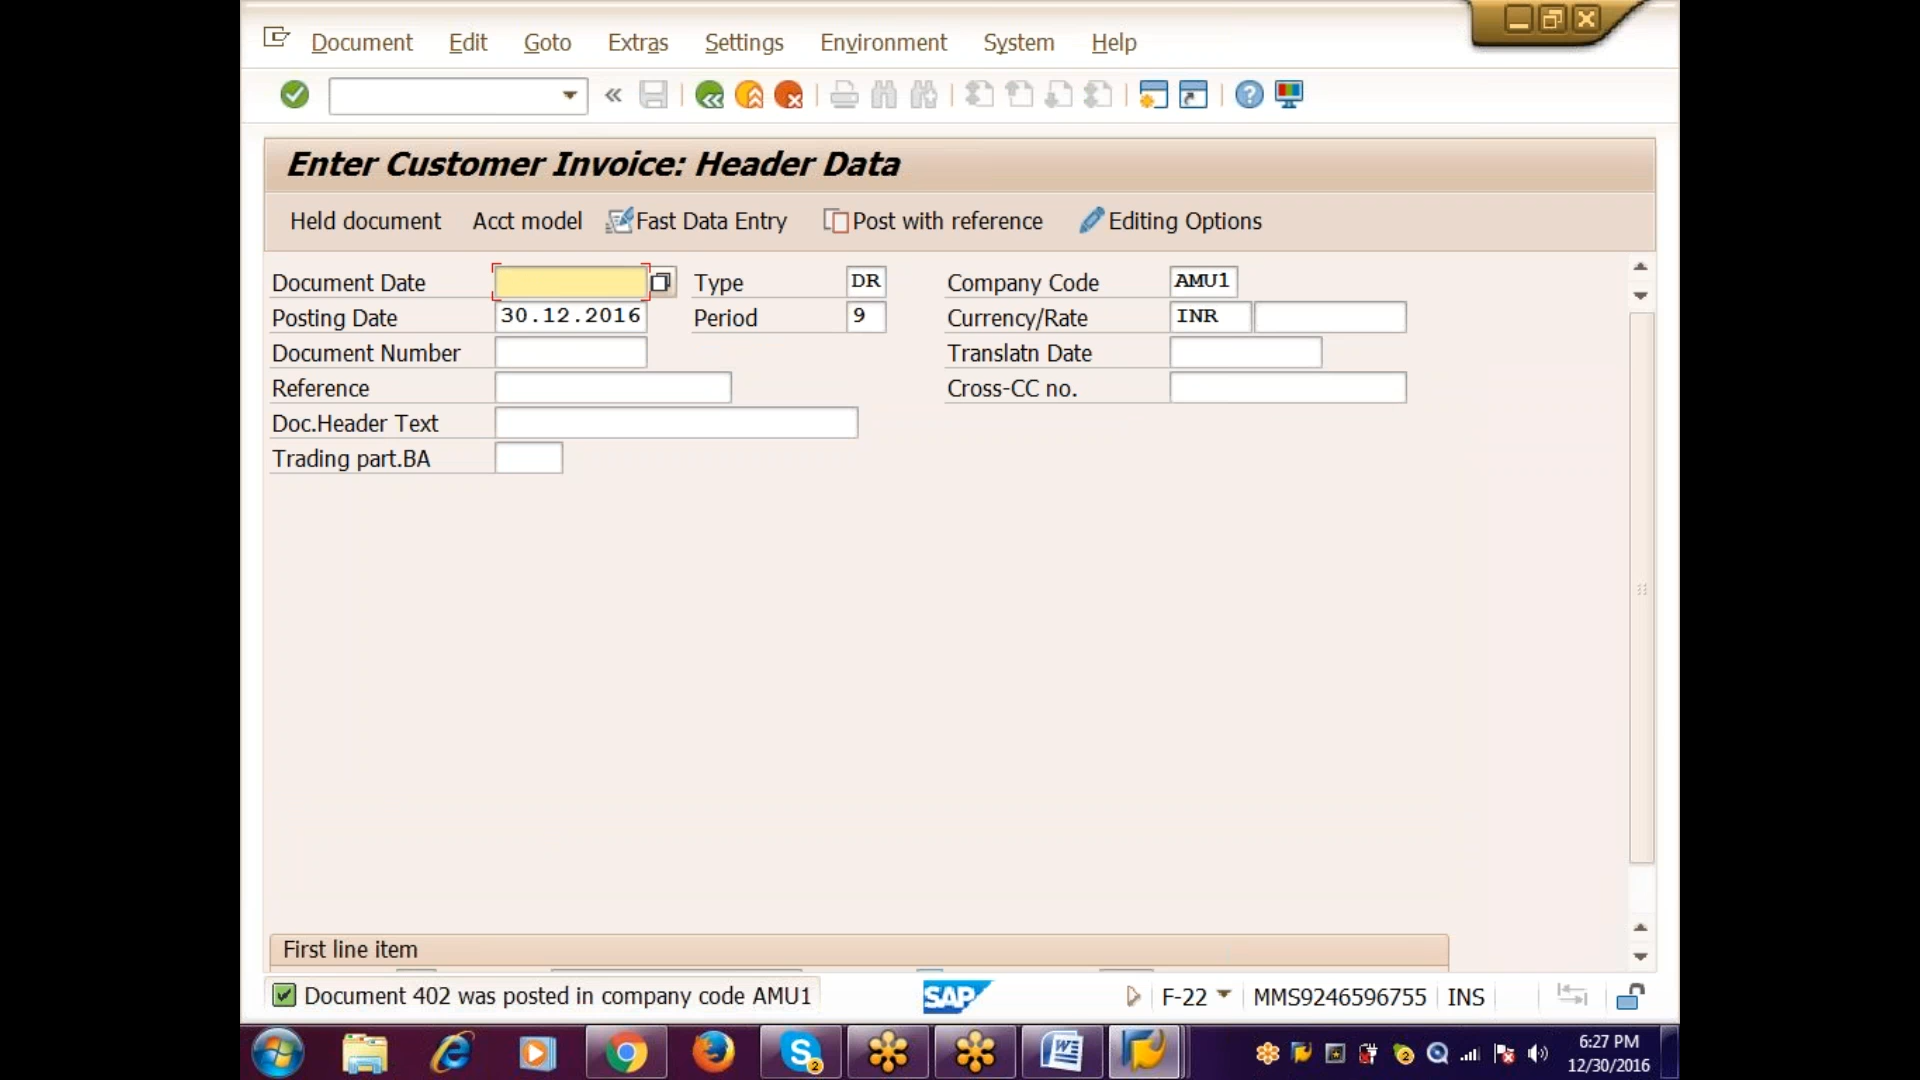 Document Edit Goto Extras Settings Environment System Help
Enter Customer Invoice: Header Data
Held document Acct model Fast Data Entry Post with reference Editing Options
Document Date Type DR Company Code AMU1
Posting Date 30.12.2016 Period 9 Currency/Rate INR
Document Number Translatn Date
Reference Cross-CC no.
Doc.Header Text
Trading part.BA
First line item
Document 402 was posted in company code AMU1 SAP F-22 MMS9246596755 INS
6:27 PM
12/30/2016